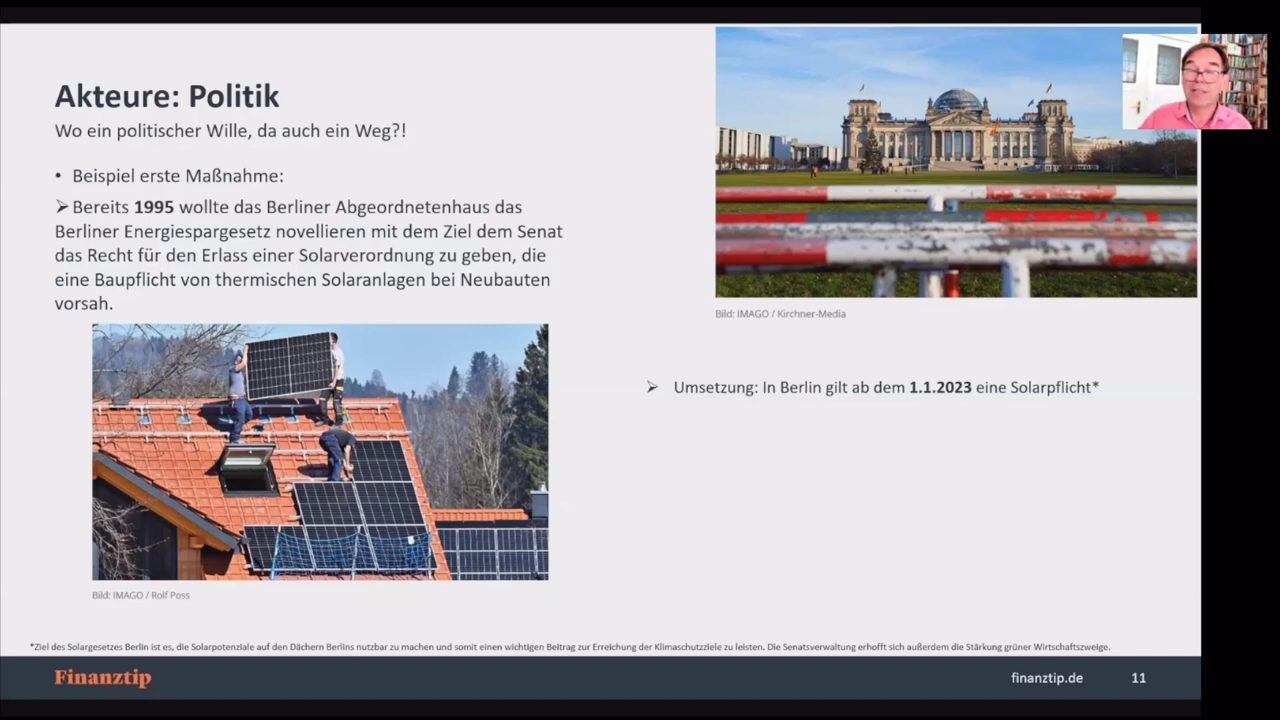 Akteure: Politik
Wo ein politischer Wille, da auch ein Weg?!
• Beispiel erste Maßnahme:
➢Bereits 1995 wollte das Berliner Abgeordnetenhaus das
Berliner Energiespargesetz novellieren mit dem Ziel dem Senat
das Recht für den Erlass einer Solarverordnung zu geben, die
eine Baupflicht von thermischen Solaranlagen bei Neubauten
vorsah.
Bild: IMAGO / Rolf Poss
Bild: IMAGO / Kirchner-Media
➢ Umsetzung: In Berlin gilt ab dem 1.1.2023 eine Solarpflicht*
*Ziel des Solargesetzes Berlin ist es, die Solarpotenziale auf den Dächern Berlins nutzbar zu machen und somit einen wichtigen Beitrag zur Erreichung der Klimaschutzziele zu leisten. Die Senatsverwaltung erhofft sich außerdem die Stärkung grüner Wirtschaftszweige.
Finanztip
finanztip.de 11